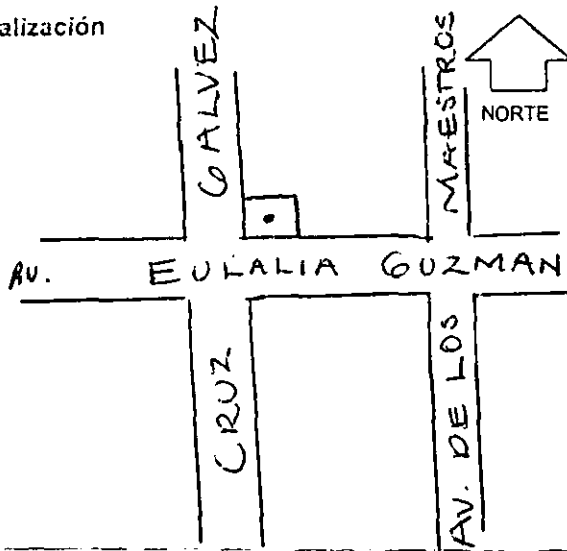 alización
NORTE
CRUZ GALVEZ
AV. DE LOS MAESTROS
AV. EULALIA GUZMAN